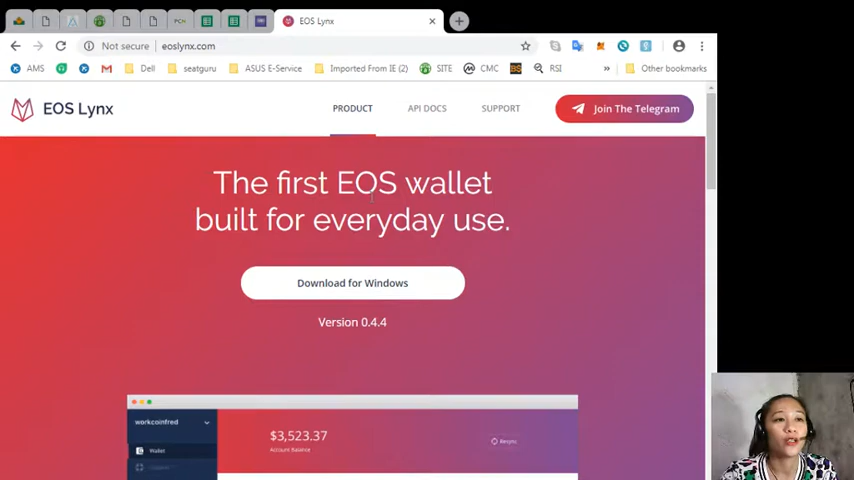 PCN
EOS Lynx
Not secure | eoslynx.com
AMS
Dell
seatguru
ASUS E-Service
Imported From IE (2)
SITE
CMC
RSI
»
Other bookmarks
EOS Lynx
PRODUCT
API DOCS
SUPPORT
Join The Telegram
The first EOS wallet
built for everyday use.
Download for Windows
Version 0.4.4
workcoinfred
$3,523.37
Account Balance
Resync
Wallet